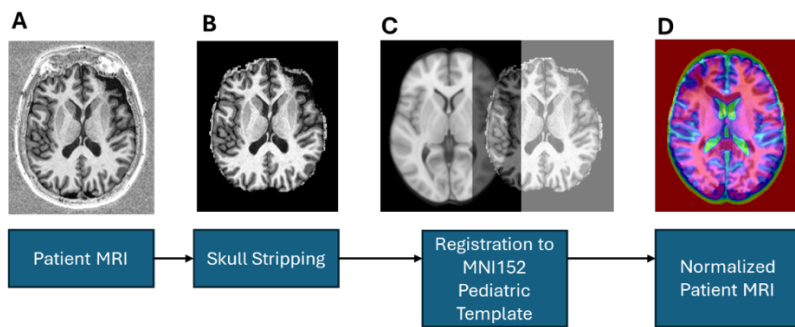 A
B
C
D
Patient MRI
Skull Stripping
Registration to
MNI152
Pediatric
Template
Normalized
Patient MRI